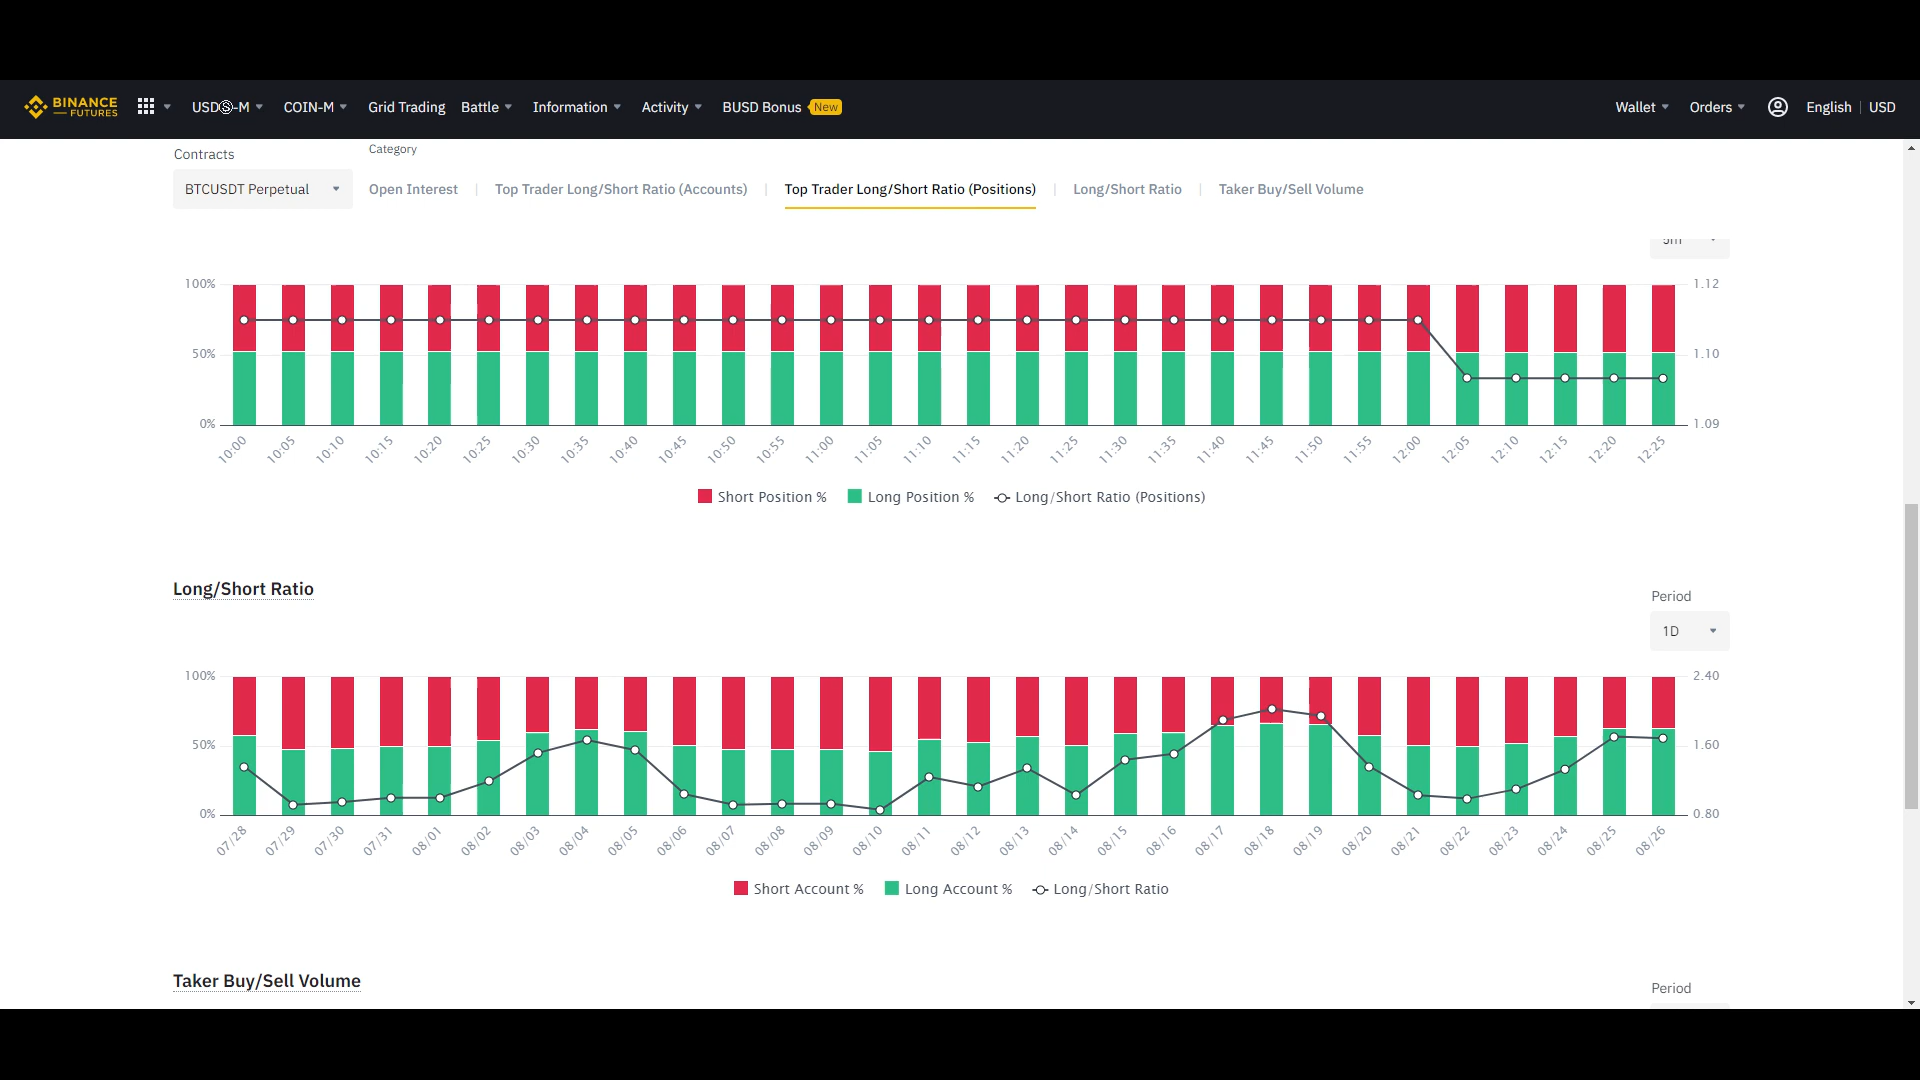 BINANCE FUTURES USDⓈ-M COIN-M Grid Trading Battle Information Activity BUSD Bonus New Wallet Orders English USD
Contracts Category
BTCUSDT Perpetual Open Interest Top Trader Long/Short Ratio (Accounts) Top Trader Long/Short Ratio (Positions) Long/Short Ratio Taker Buy/Sell Volume
5m
100% 1.12
50% 1.10
0% 1.09
10:00 10:05 10:10 10:15 10:20 10:25 10:30 10:35 10:40 10:45 10:50 10:55 11:00 11:05 11:10 11:15 11:20 11:25 11:30 11:35 11:40 11:45 11:50 11:55 12:00 12:05 12:10 12:15 12:20 12:25
Short Position % Long Position % Long/Short Ratio (Positions)
Long/Short Ratio
Period
1D
100% 2.40
50% 1.60
0% 0.80
07/28 07/29 07/30 07/31 08/01 08/02 08/03 08/04 08/05 08/06 08/07 08/08 08/09 08/10 08/11 08/12 08/13 08/14 08/15 08/16 08/17 08/18 08/19 08/20 08/21 08/22 08/23 08/24 08/25 08/26
Short Account % Long Account % Long/Short Ratio
Taker Buy/Sell Volume
Period